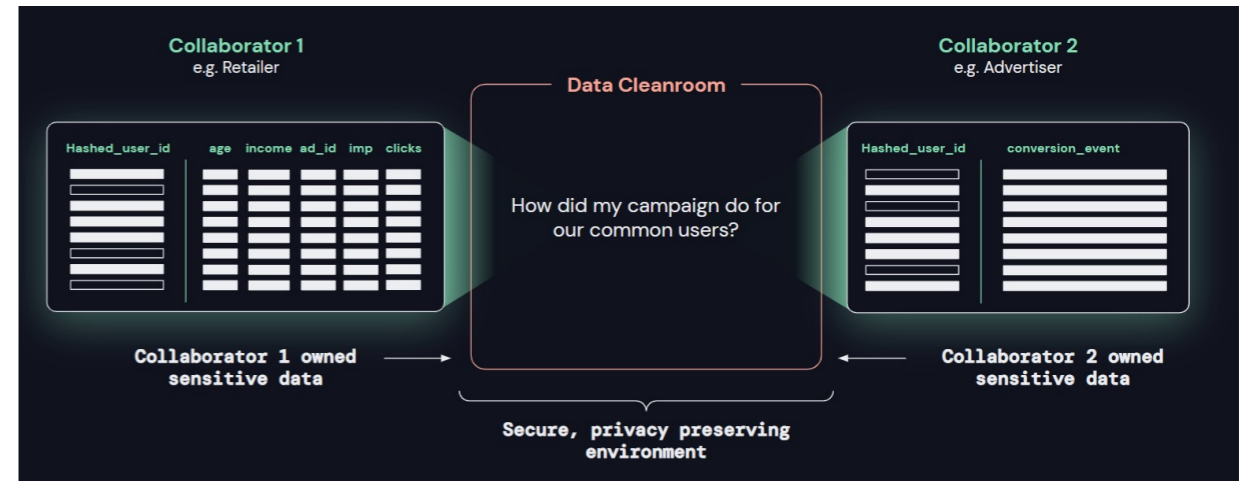 Collaborator 1
e.g. Retailer
Collaborator 2
e.g. Advertiser
Data Cleanroom
Hashed_user_id age income ad_id imp clicks
Hashed_user_id conversion_event
How did my campaign do for
our common users?
Collaborator 1 owned
sensitive data
Collaborator 2 owned
sensitive data
Secure, privacy preserving
environment